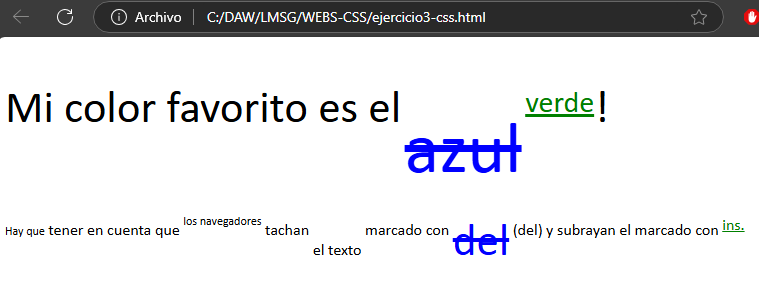 Archivo C:/DAW/LMSG/WEBS-CSS/ejercicio3-css.html
Mi color favorito es el azul verde!
Hay que tener en cuenta que los navegadores tachan el texto marcado con del (del) y subrayan el marcado con ins.